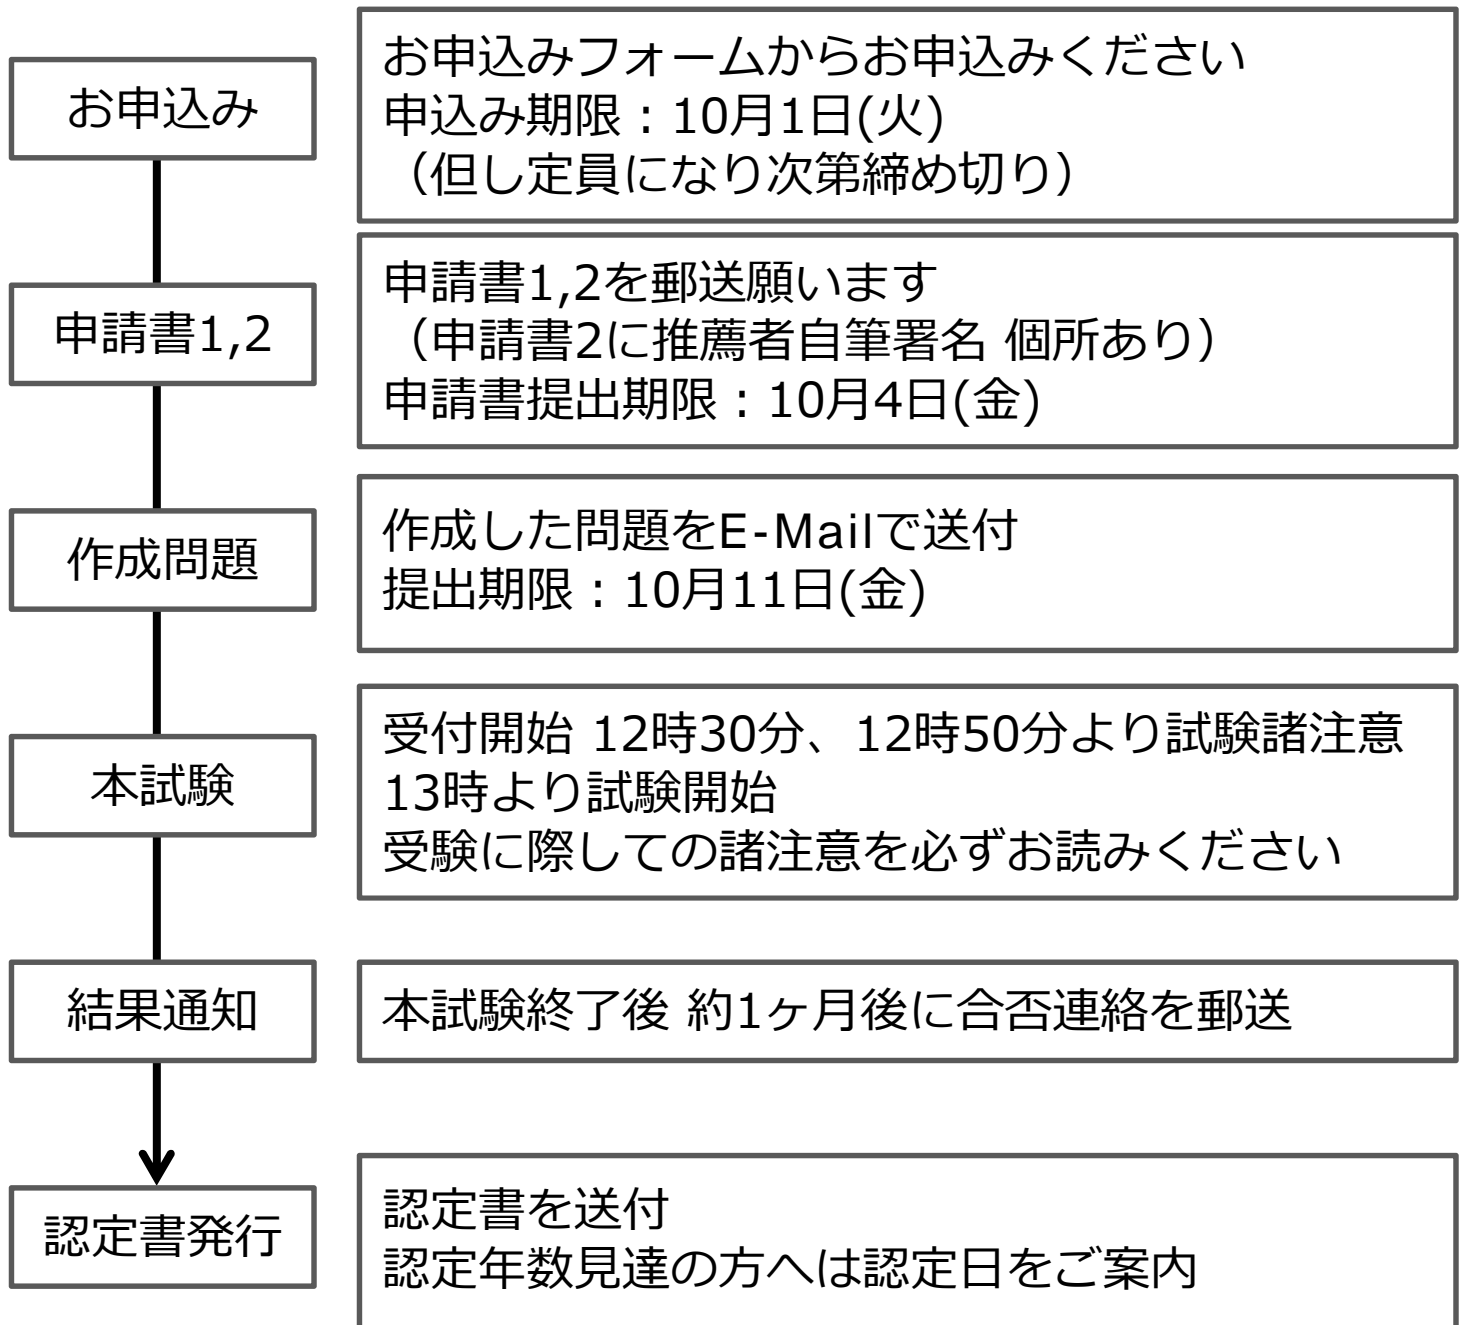 お申込み
お申込みフォームからお申込みください
申込み期限：10月1日(火)
（但し定員になり次第締め切り）
申請書1,2
申請書1,2を郵送願います
（申請書2に推薦者自筆署名 個所あり）
申請書提出期限：10月4日(金)
作成問題
作成した問題をE-Mailで送付
提出期限：10月11日(金)
本試験
受付開始 12時30分、12時50分より試験諸注意
13時より試験開始
受験に際しての諸注意を必ずお読みください
結果通知
本試験終了後 約1ヶ月後に合否連絡を郵送
認定書発行
認定書を送付
認定年数見達の方へは認定日をご案内